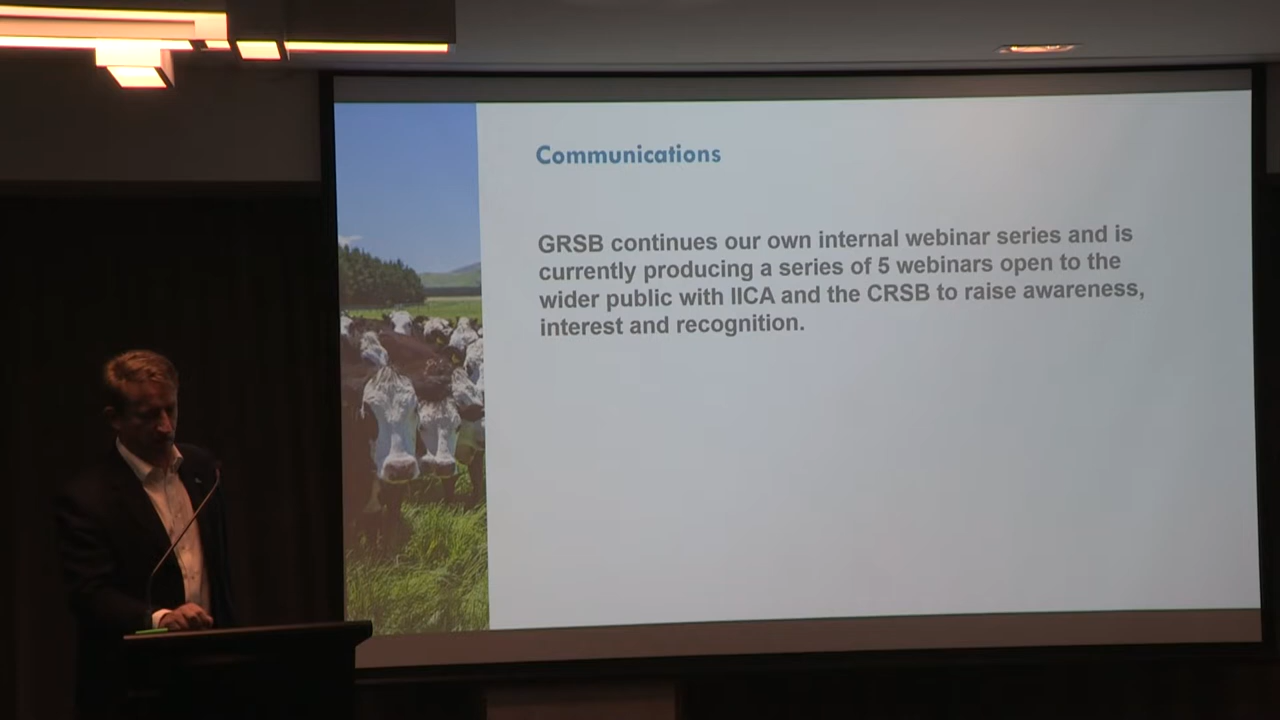 Communications
GRSB continues our own internal webinar series and is
currently producing a series of 5 webinars open to the
wider public with IICA and the CRSB to raise awareness,
interest and recognition.